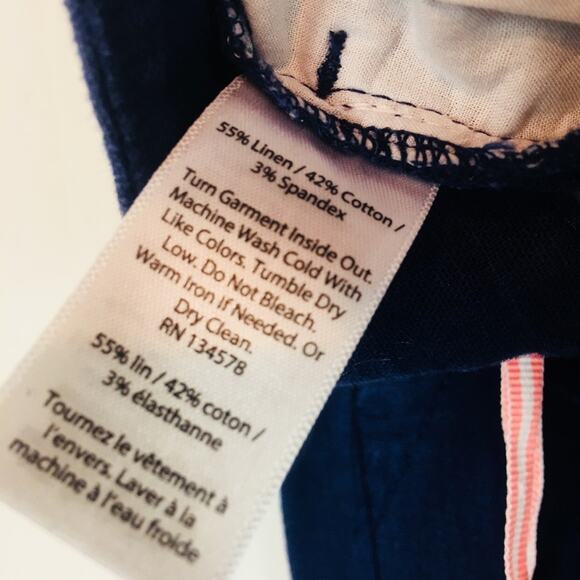 55% Linen / 42% Cotton /
3% Spandex
Turn Garment Inside Out.
Machine Wash Cold With
Like Colors. Tumble Dry
Low. Do Not Bleach.
Warm Iron If Needed. Or
Dry Clean.
RN 134578
55% lin / 42% coton /
3% élasthanne
Tournez le vêtement à
l'envers. Laver à la
machine à l'eau froide